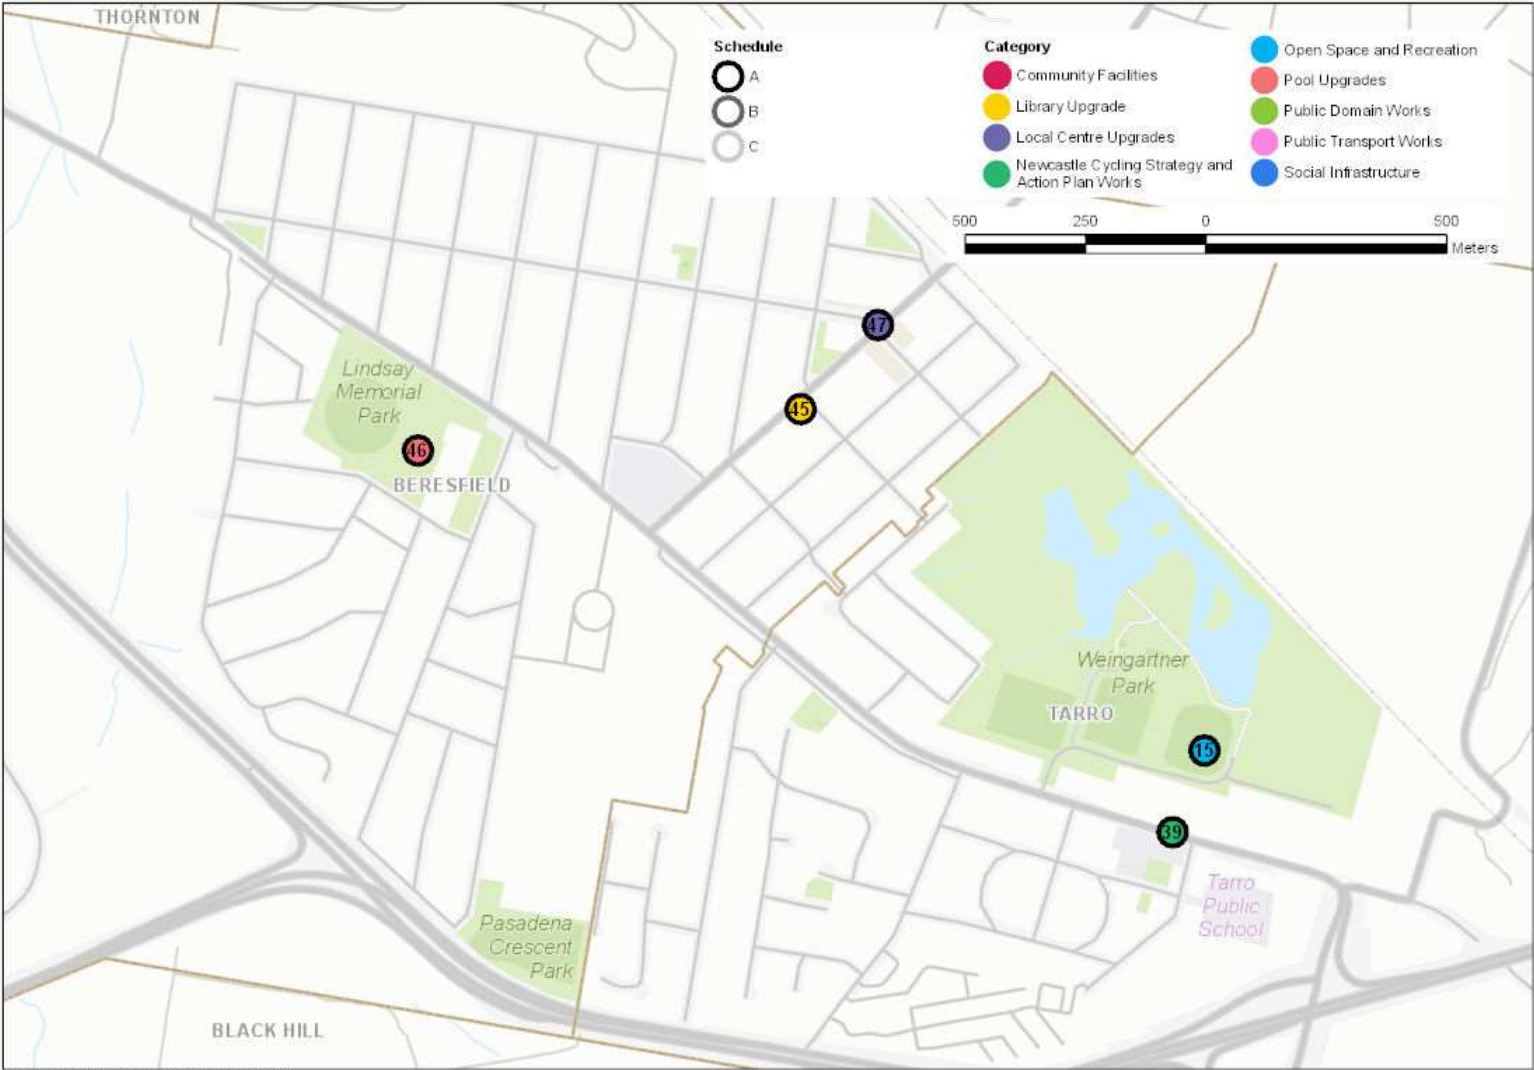 THORNTON
Schedule
A
B
C
Category
Community Facilities
Library Upgrade
Local Centre Upgrades
Newcastle Cycling Strategy and
Action Plan Works
Open Space and Recreation
Pool Upgrades
Public Domain Works
Public Transport Works
Social Infrastructure
500 250 0 500
Meters
47
Lindsay
Memorial
Park
45
46
BERESFIELD
Weingartner
Park
TARRO
15
39
Tarro
Public
School
Pasadena
Crescent
Park
BLACK HILL